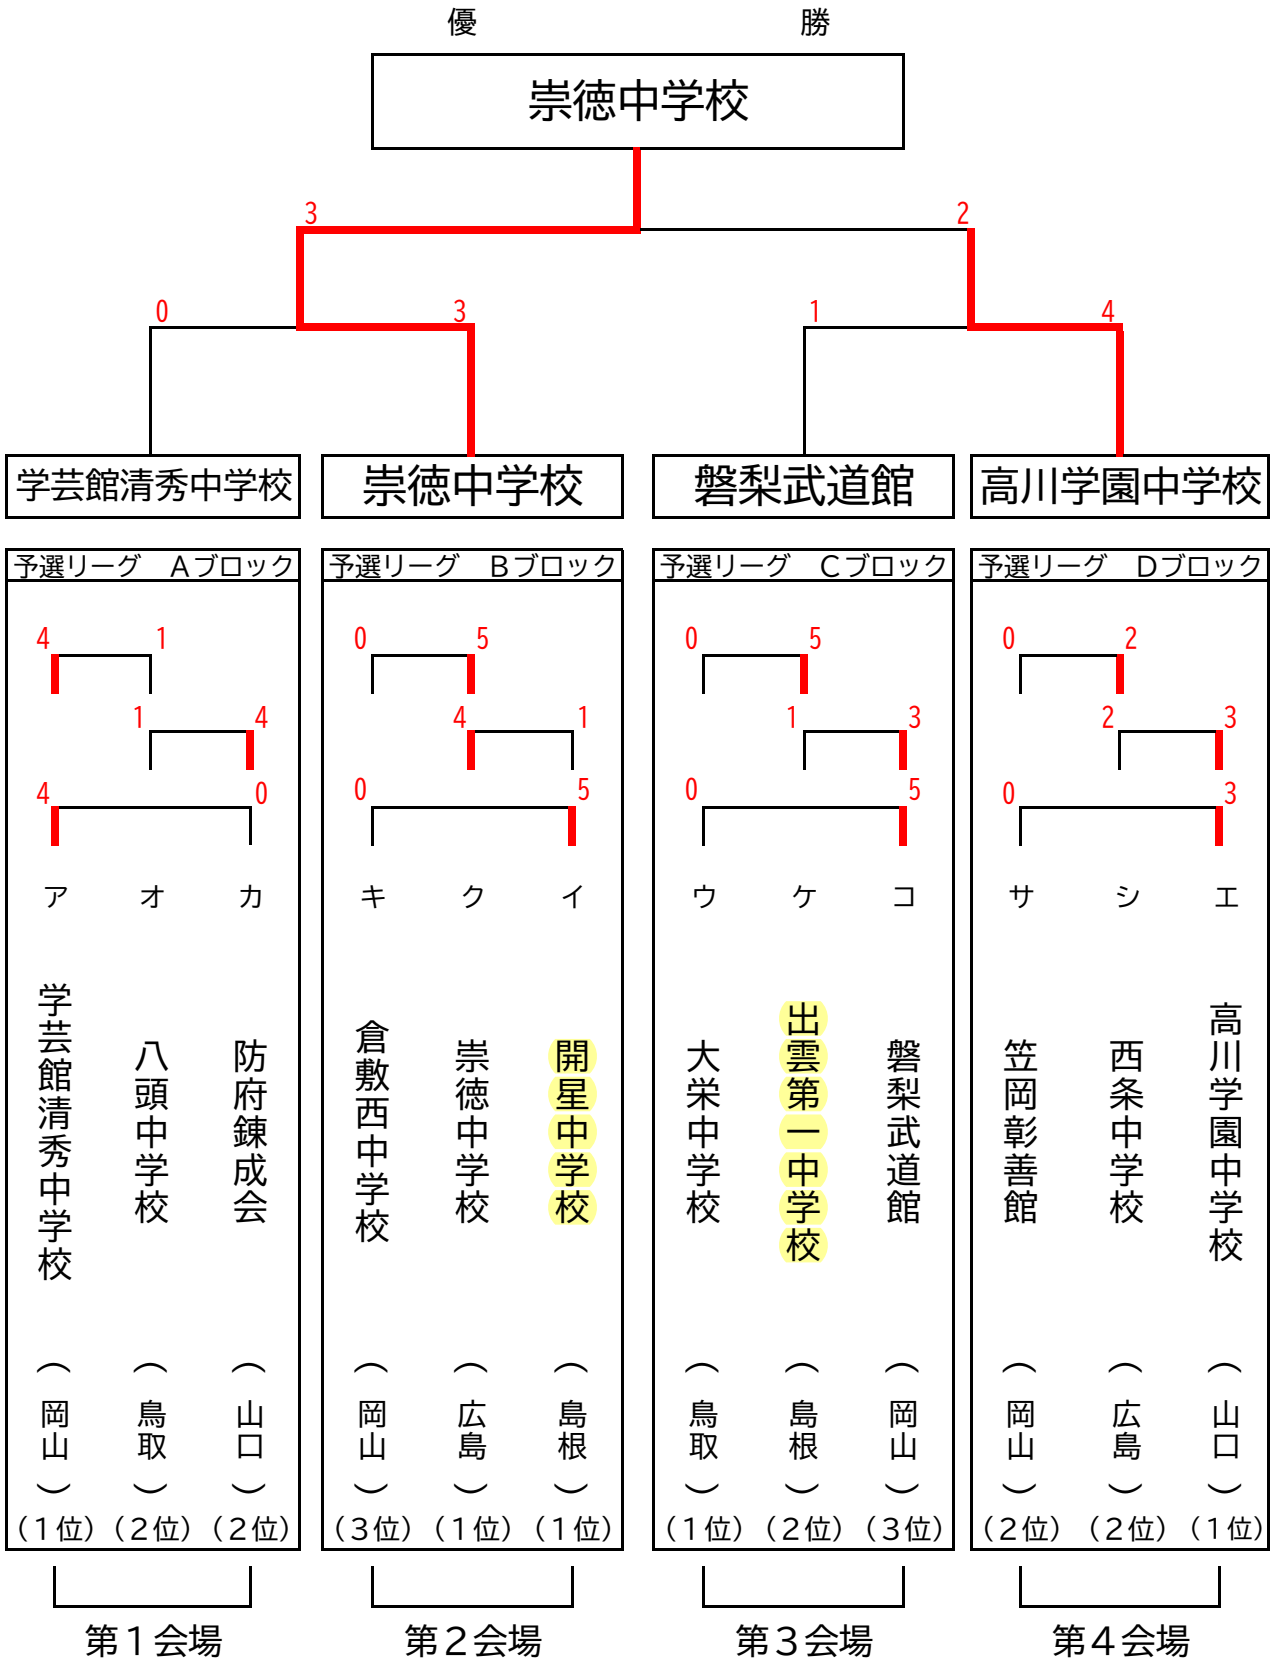 優　勝
崇徳中学校
3 2
0 3 1 4
学芸館清秀中学校
崇徳中学校
磐梨武道館
高川学園中学校
予選リーグ　Aブロック
4 1
1 4
4 0
ア オ カ
学芸館清秀中学校
八頭中学校
防府錬成会
（岡山）
（鳥取）
（山口）
（１位）（２位）（２位）
第１会場
予選リーグ　Bブロック
0 5
4 1
0 5
キ ク イ
倉敷西中学校
崇徳中学校
開星中学校
（岡山）
（広島）
（島根）
（３位）（１位）（１位）
第２会場
予選リーグ　Cブロック
0 5
1 3
0 5
ウ ケ コ
大栄中学校
出雲第一中学校
磐梨武道館
（鳥取）
（島根）
（岡山）
（１位）（２位）（３位）
第３会場
予選リーグ　Dブロック
0 2
2 3
0 3
サ シ エ
笠岡彰善館
西条中学校
高川学園中学校
（岡山）
（広島）
（山口）
（２位）（２位）（１位）
第４会場